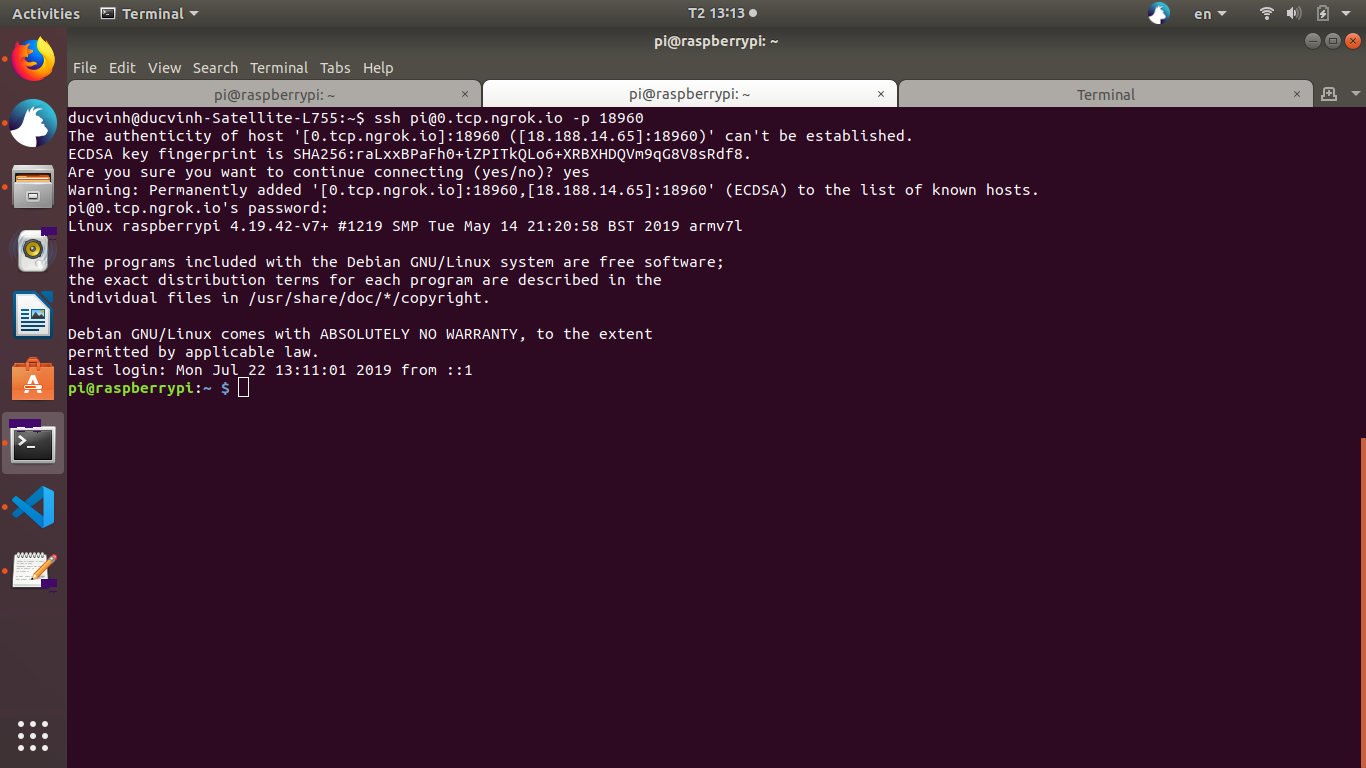 Activities Terminal T2 13:13 en
pi@raspberrypi: ~
File Edit View Search Terminal Tabs Help
pi@raspberrypi: ~ × pi@raspberrypi: ~ × Terminal ×
ducvinh@ducvinh-Satellite-L755:~$ ssh pi@0.tcp.ngrok.io -p 18960
The authenticity of host '[0.tcp.ngrok.io]:18960 ([18.188.14.65]:18960)' can't be established.
ECDSA key fingerprint is SHA256:raLxxBPaFh0+iZPITkQLo6+XRBXHDQVm9qG8V8sRdf8.
Are you sure you want to continue connecting (yes/no)? yes
Warning: Permanently added '[0.tcp.ngrok.io]:18960,[18.188.14.65]:18960' (ECDSA) to the list of known hosts.
pi@0.tcp.ngrok.io's password:
Linux raspberrypi 4.19.42-v7+ #1219 SMP Tue May 14 21:20:58 BST 2019 armv7l
The programs included with the Debian GNU/Linux system are free software;
the exact distribution terms for each program are described in the
individual files in /usr/share/doc/*/copyright.
Debian GNU/Linux comes with ABSOLUTELY NO WARRANTY, to the extent
permitted by applicable law.
Last login: Mon Jul 22 13:11:01 2019 from ::1
pi@raspberrypi:~ $